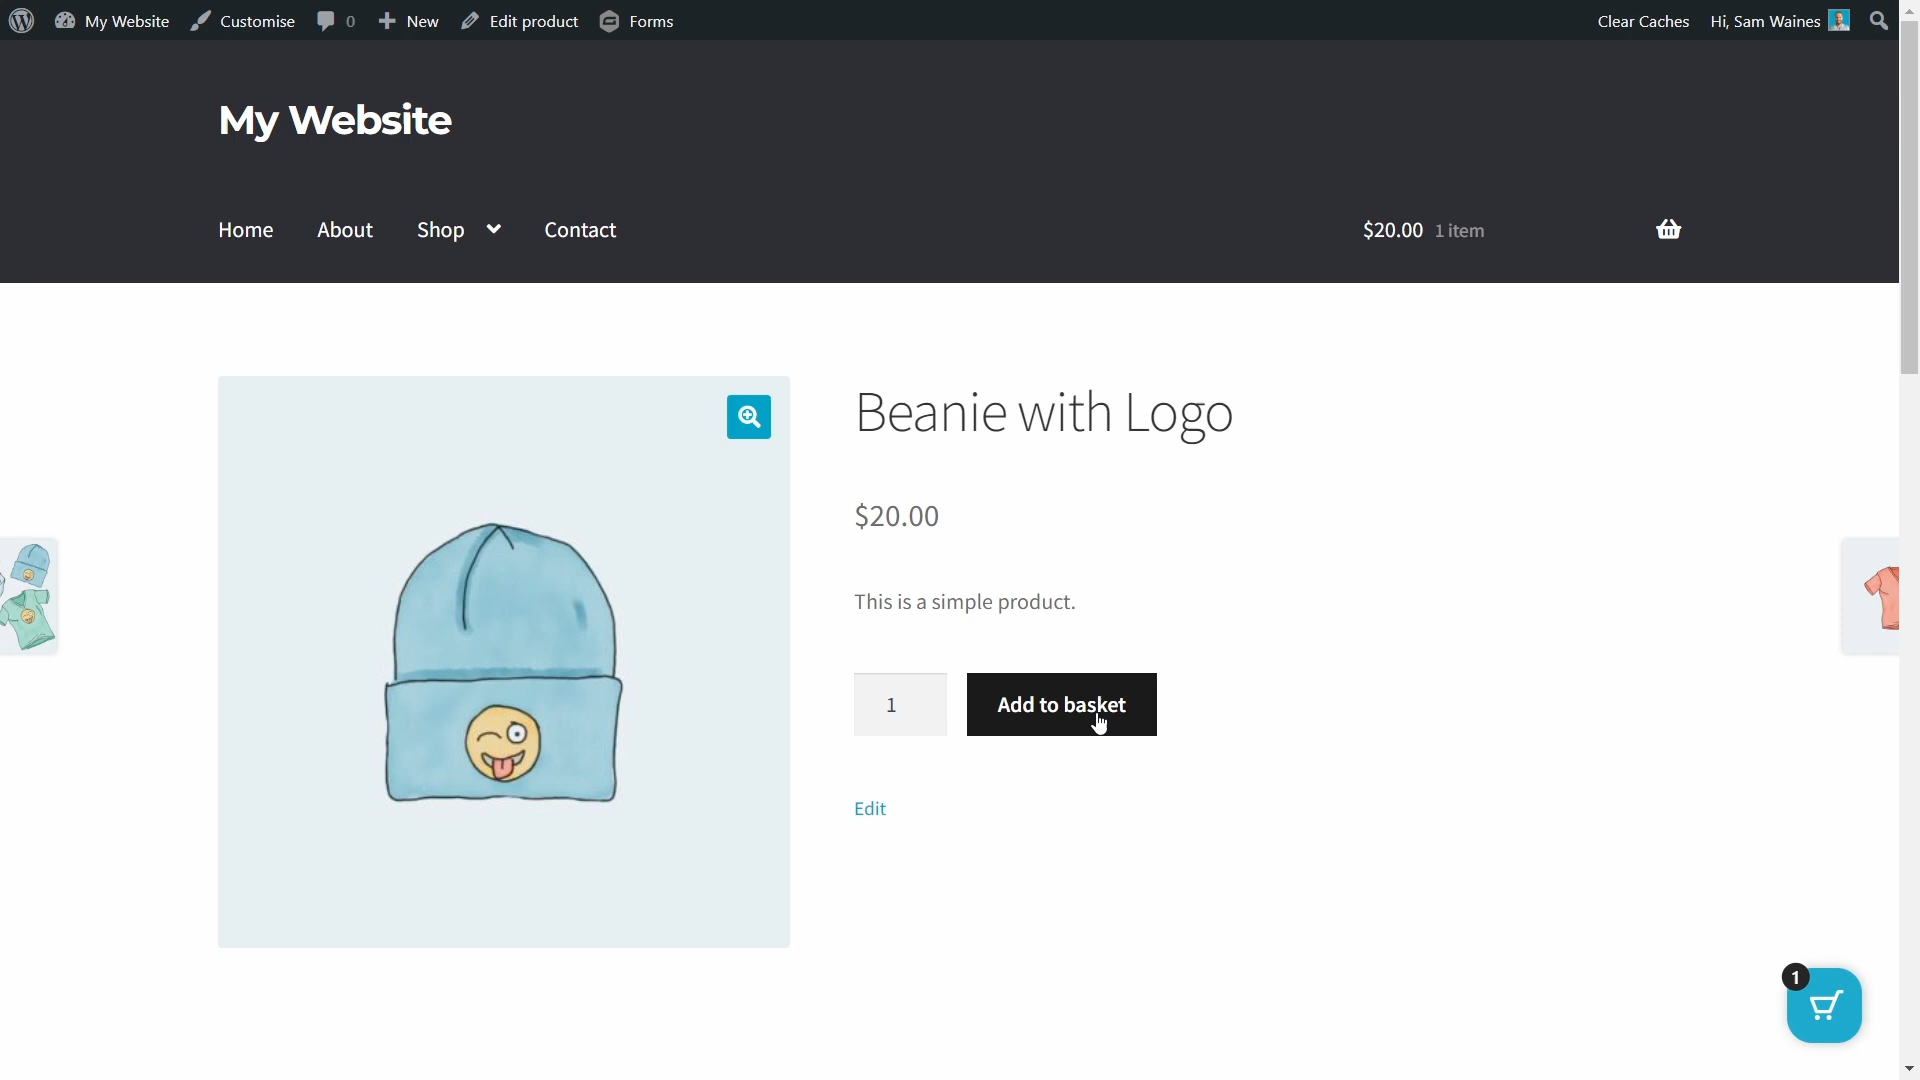 My Website Customise 0 New Edit product Forms Clear Caches Hi, Sam Waines
My Website
Home About Shop Contact $20.00 1 item
Beanie with Logo
$20.00
This is a simple product.
1 Add to basket
Edit
1